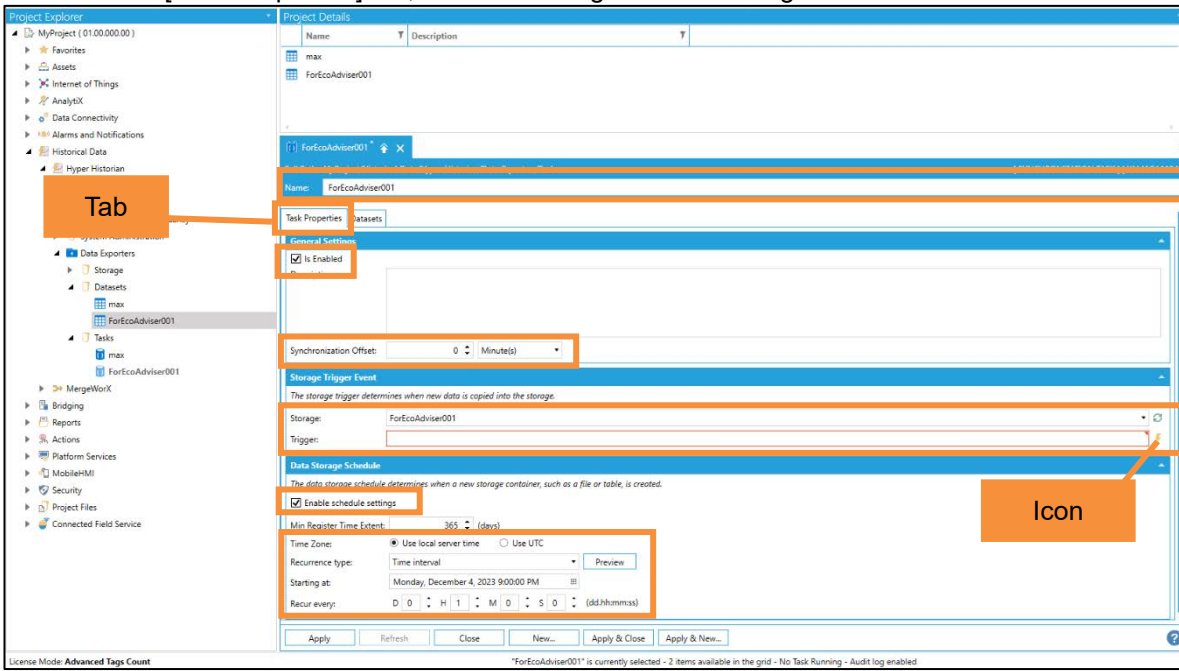 Project Explorer
MyProject ( 01.00.000.00 )
Favorites
Assets
Internet of Things
AnalytiX
Data Connectivity
Alarms and Notifications
Historical Data
Hyper Historian
Tab
Data Exporters
Storage
Datasets
max
ForEcoAdviser001
Tasks
max
ForEcoAdviser001
MergeWorX
Bridging
Reports
Actions
Platform Services
MobileHMI
Security
Project Files
Connected Field Service
Project Details
Name Description
max
ForEcoAdviser001
ForEcoAdviser001*
Name: ForEcoAdviser001
Task Properties Datasets
General Settings
Is Enabled
Synchronization Offset: 0 Minute(s)
Storage Trigger Event
The storage trigger determines when new data is copied into the storage.
Storage: ForEcoAdviser001
Trigger:
Data Storage Schedule
The data storage schedule determines when a new storage container, such as a file or table, is created.
Enable schedule settings
Icon
Min Register Time Extent: 365 (days)
Time Zone: Use local server time Use UTC
Recurrence type: Time interval Preview
Starting at: Monday, December 4, 2023 9:00:00 PM
Recur every: D 0 H 1 M 0 S 0 (dd.hh:mm:ss)
Apply Refresh Close New... Apply & Close Apply & New...
License Mode: Advanced Tags Count "ForEcoAdviser001" is currently selected - 2 items available in the grid - No Task Running - Audit log enabled